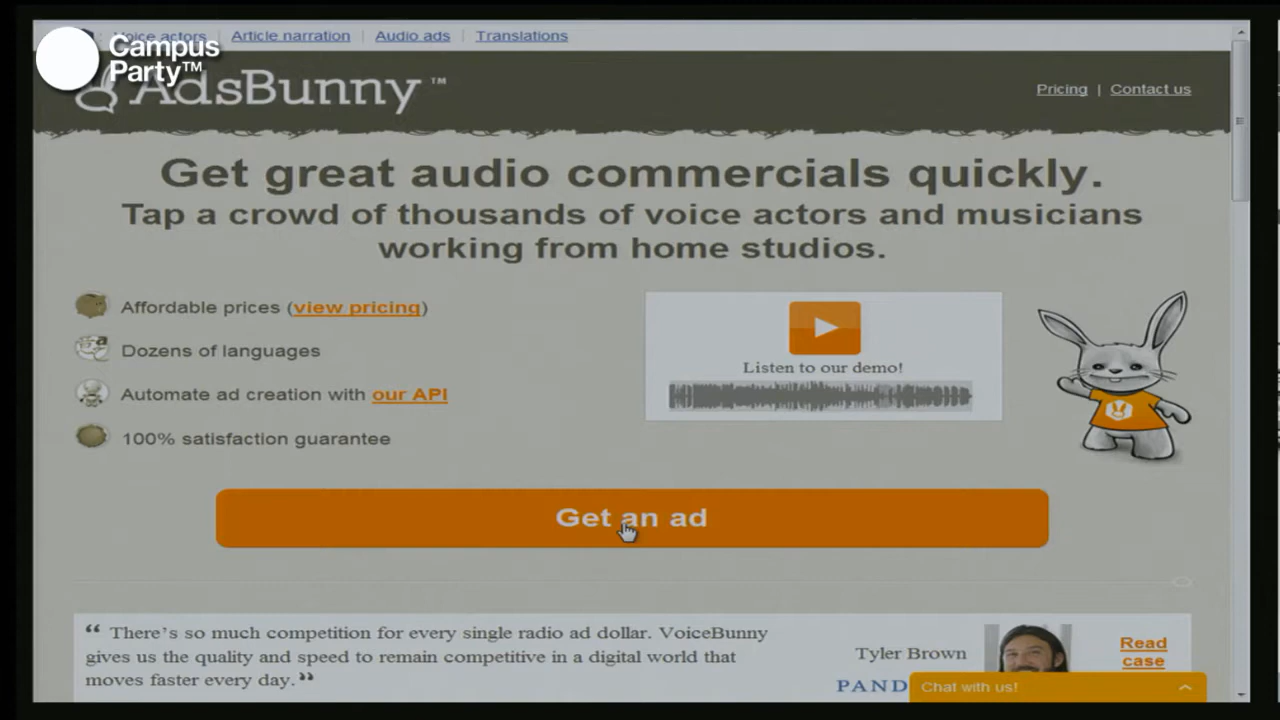 Voice actors | Article narration | Audio ads | Translations
Campus
Party™
AdsBunny™
Pricing | Contact us
Get great audio commercials quickly.
Tap a crowd of thousands of voice actors and musicians
working from home studios.
Affordable prices (view pricing)
Dozens of languages
Automate ad creation with our API
100% satisfaction guarantee
Listen to our demo!
Get an ad
“ There's so much competition for every single radio ad dollar. VoiceBunny
gives us the quality and speed to remain competitive in a digital world that
moves faster every day. ”
Tyler Brown
PAND
Read
case
Chat with us!